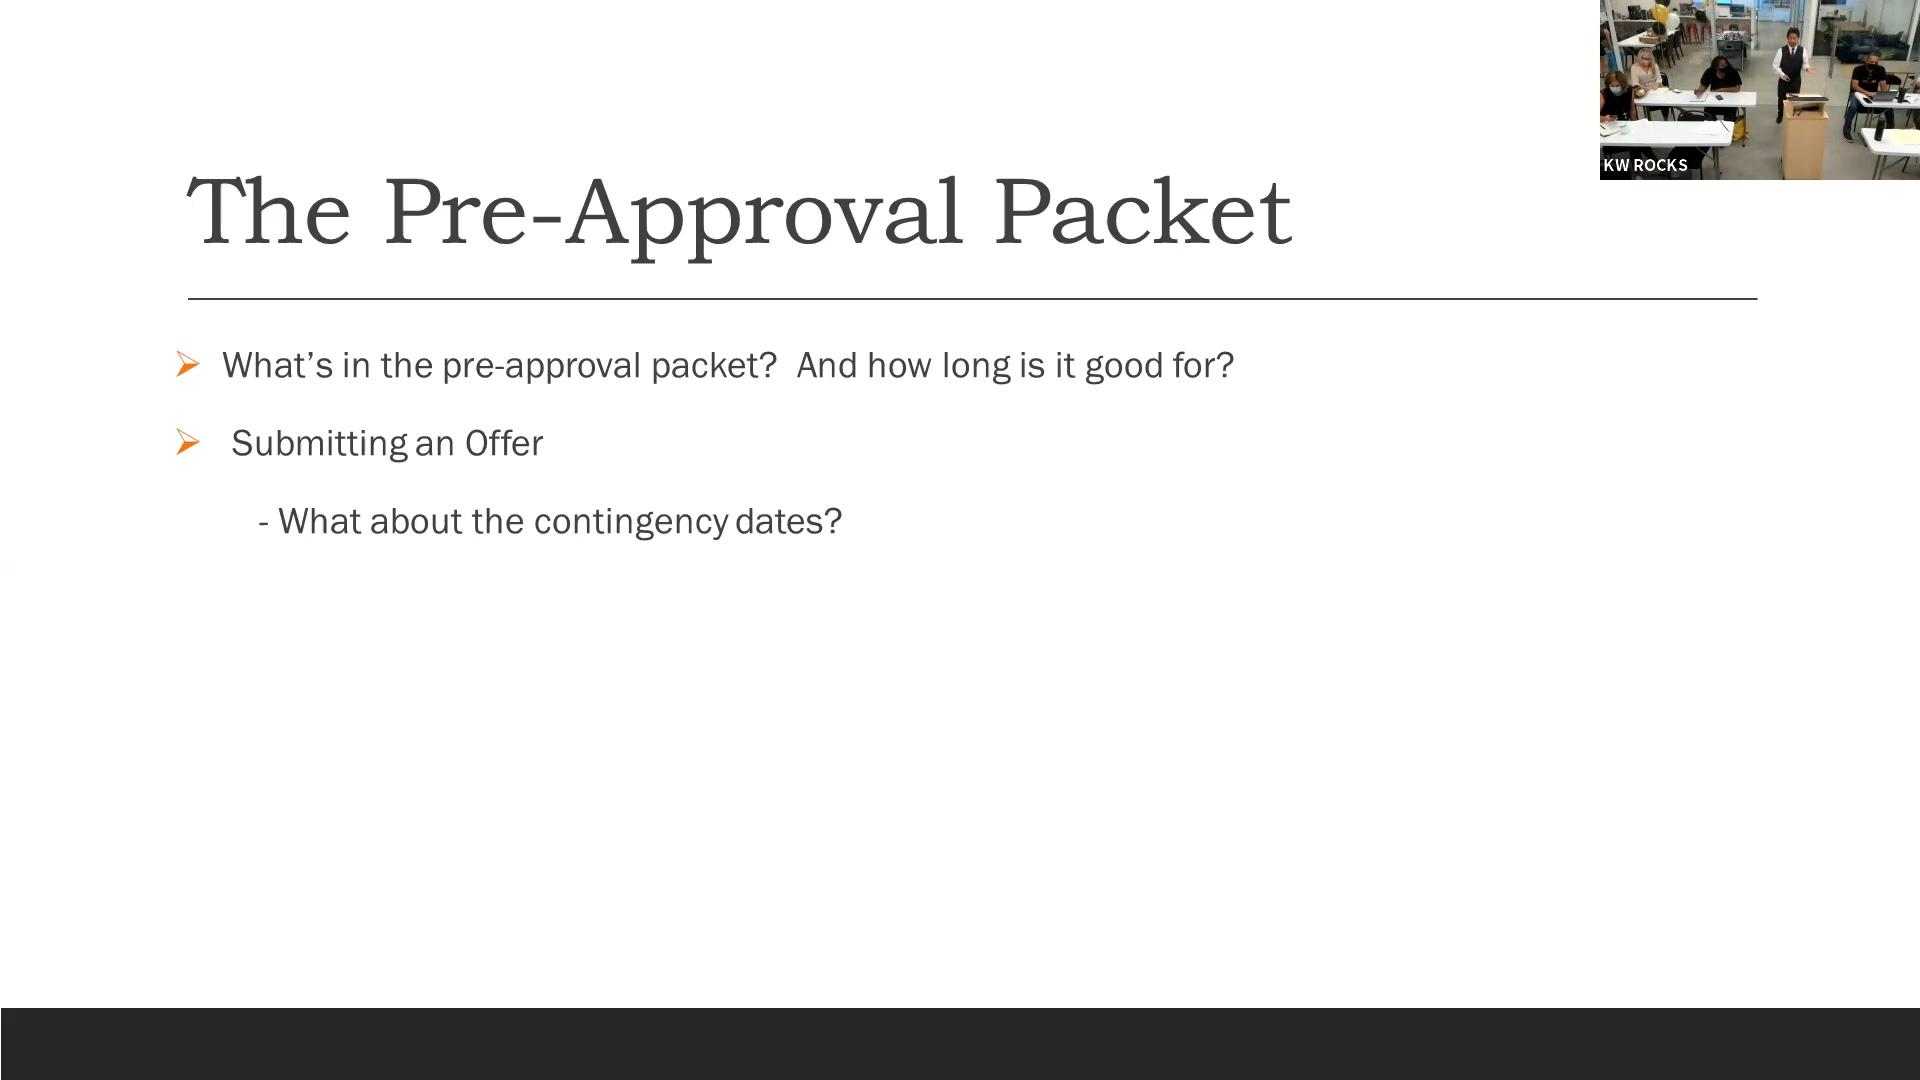 The Pre-Approval Packet
What’s in the pre-approval packet?  And how long is it good for?
Submitting an Offer
- What about the contingency dates?
KW ROCKS